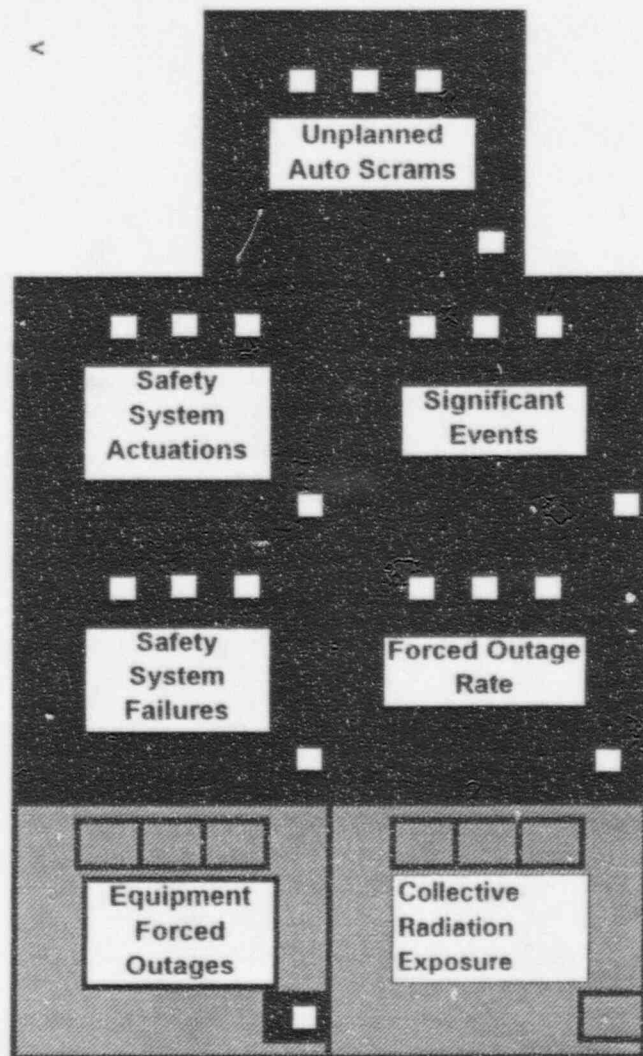 <
Unplanned
Auto Scrams
Safety
System
Actuations
Significant
Events
Safety
System
Failures
Forced Outage
Rate
Equipment
Forced
Outages
Collective
Radiation
Exposure